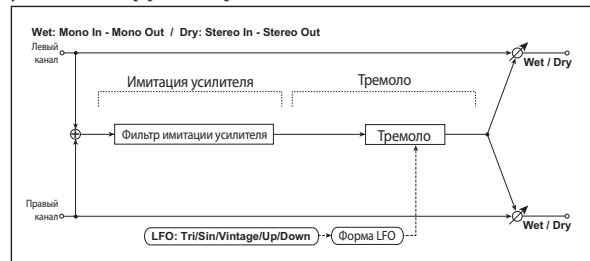 Wet: Mono In - Mono Out / Dry: Stereo In - Stereo Out
Левый
канал
Wet / Dry
Имитация усилителя
Тремоло
Фильтр имитации усилителя
Тремоло
Правый
канал
Wet / Dry
LFO: Tri/Sin/Vintage/Up/Down
Форма LFO